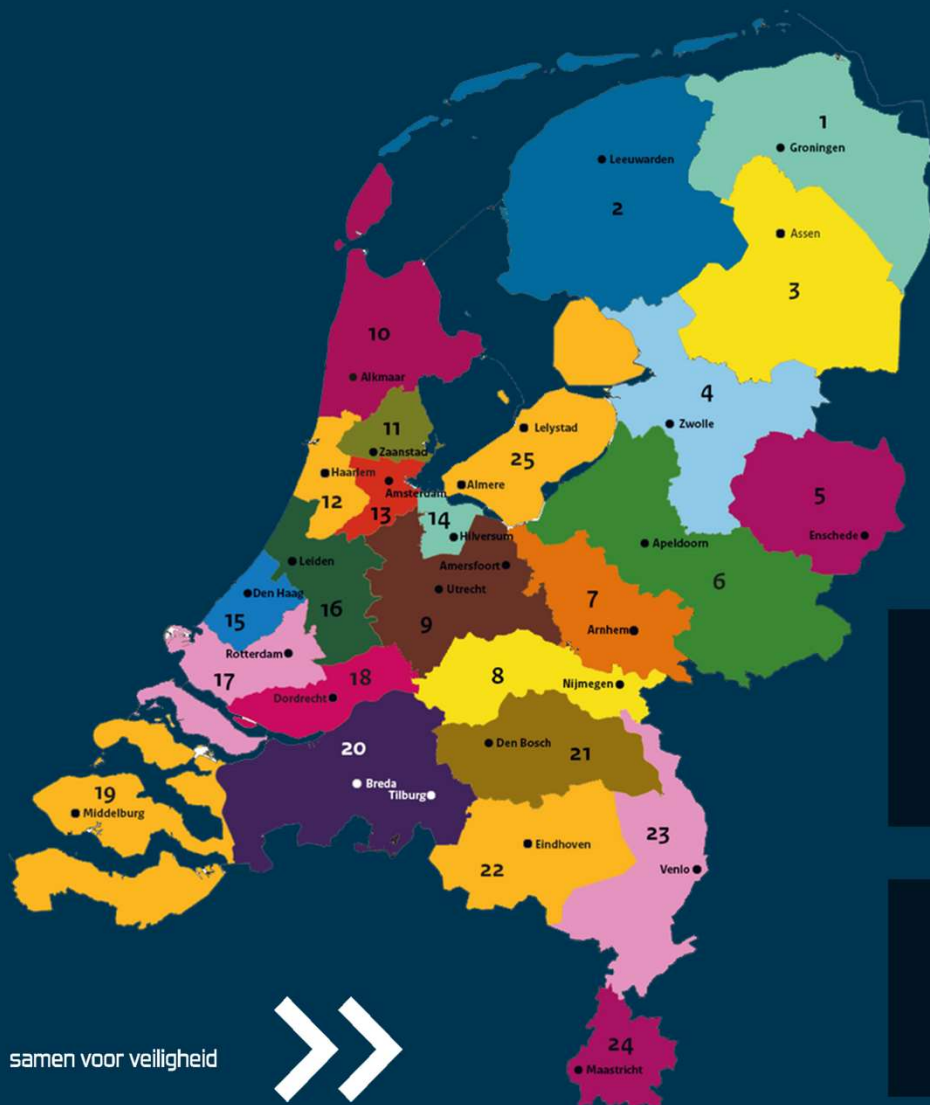 1
Groningen
Leeuwarden
2
Assen
3
10
Alkmaar
4
Zwolle
11
Lelystad
Zaanstad
25
Haarlem
Almere
5
Amsterdam
12
13
14
Hilversum
Enschede
Apeldoorn
Leiden
Amersfoort
6
Den Haag
Utrecht
7
16
15
9
Arnhem
Rotterdam
17
18
8
Nijmegen
Dordrecht
20
Den Bosch
21
Breda
Tilburg
19
Middelburg
23
Eindhoven
22
Venlo
24
samen voor veiligheid
Maastricht